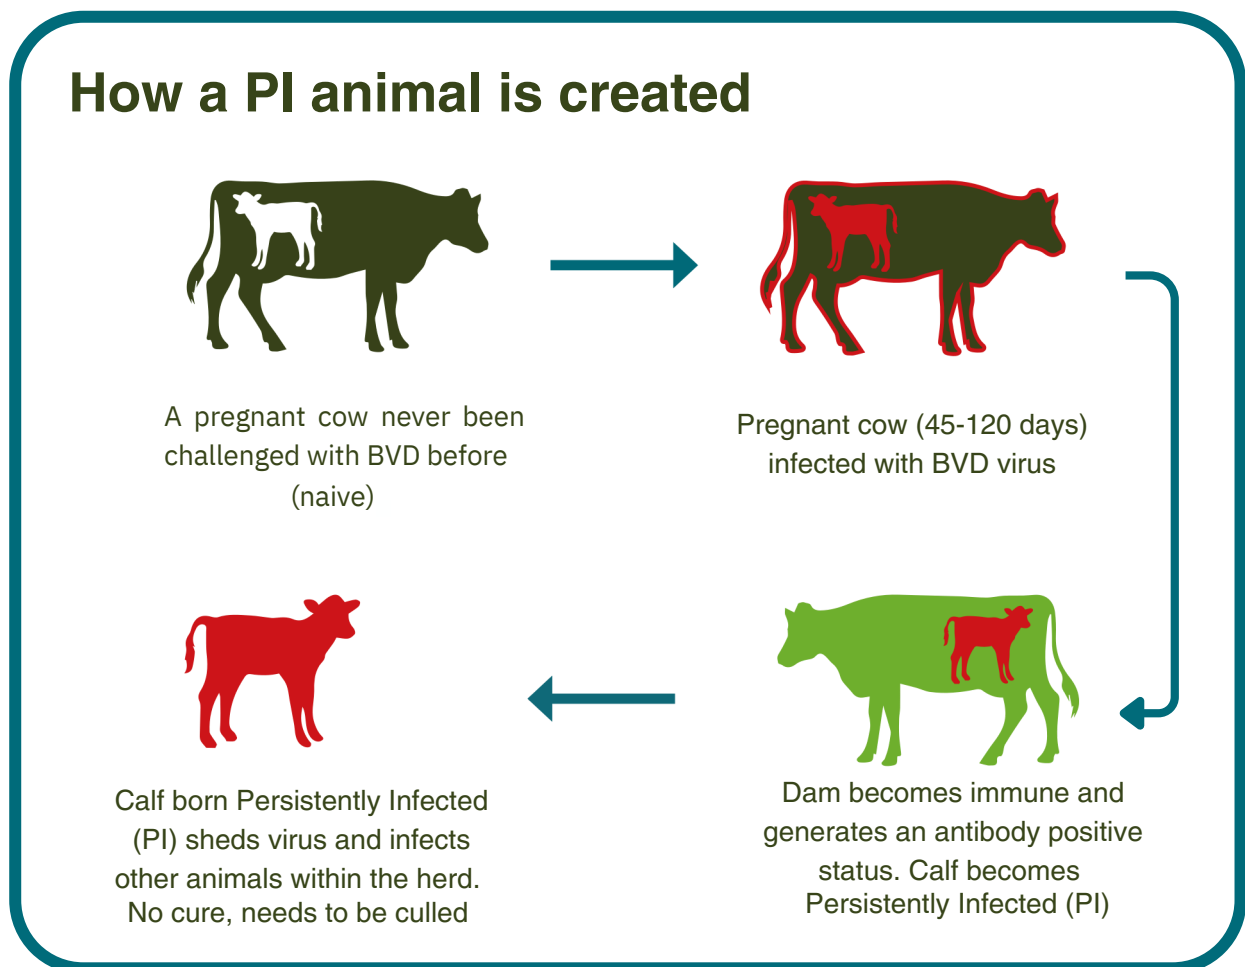 How a PI animal is created
A pregnant cow never been
challenged with BVD before
(naive)
Pregnant cow (45-120 days)
infected with BVD virus
Calf born Persistently Infected
(PI) sheds virus and infects
other animals within the herd.
No cure, needs to be culled
Dam becomes immune and
generates an antibody positive
status. Calf becomes
Persistently Infected (PI)